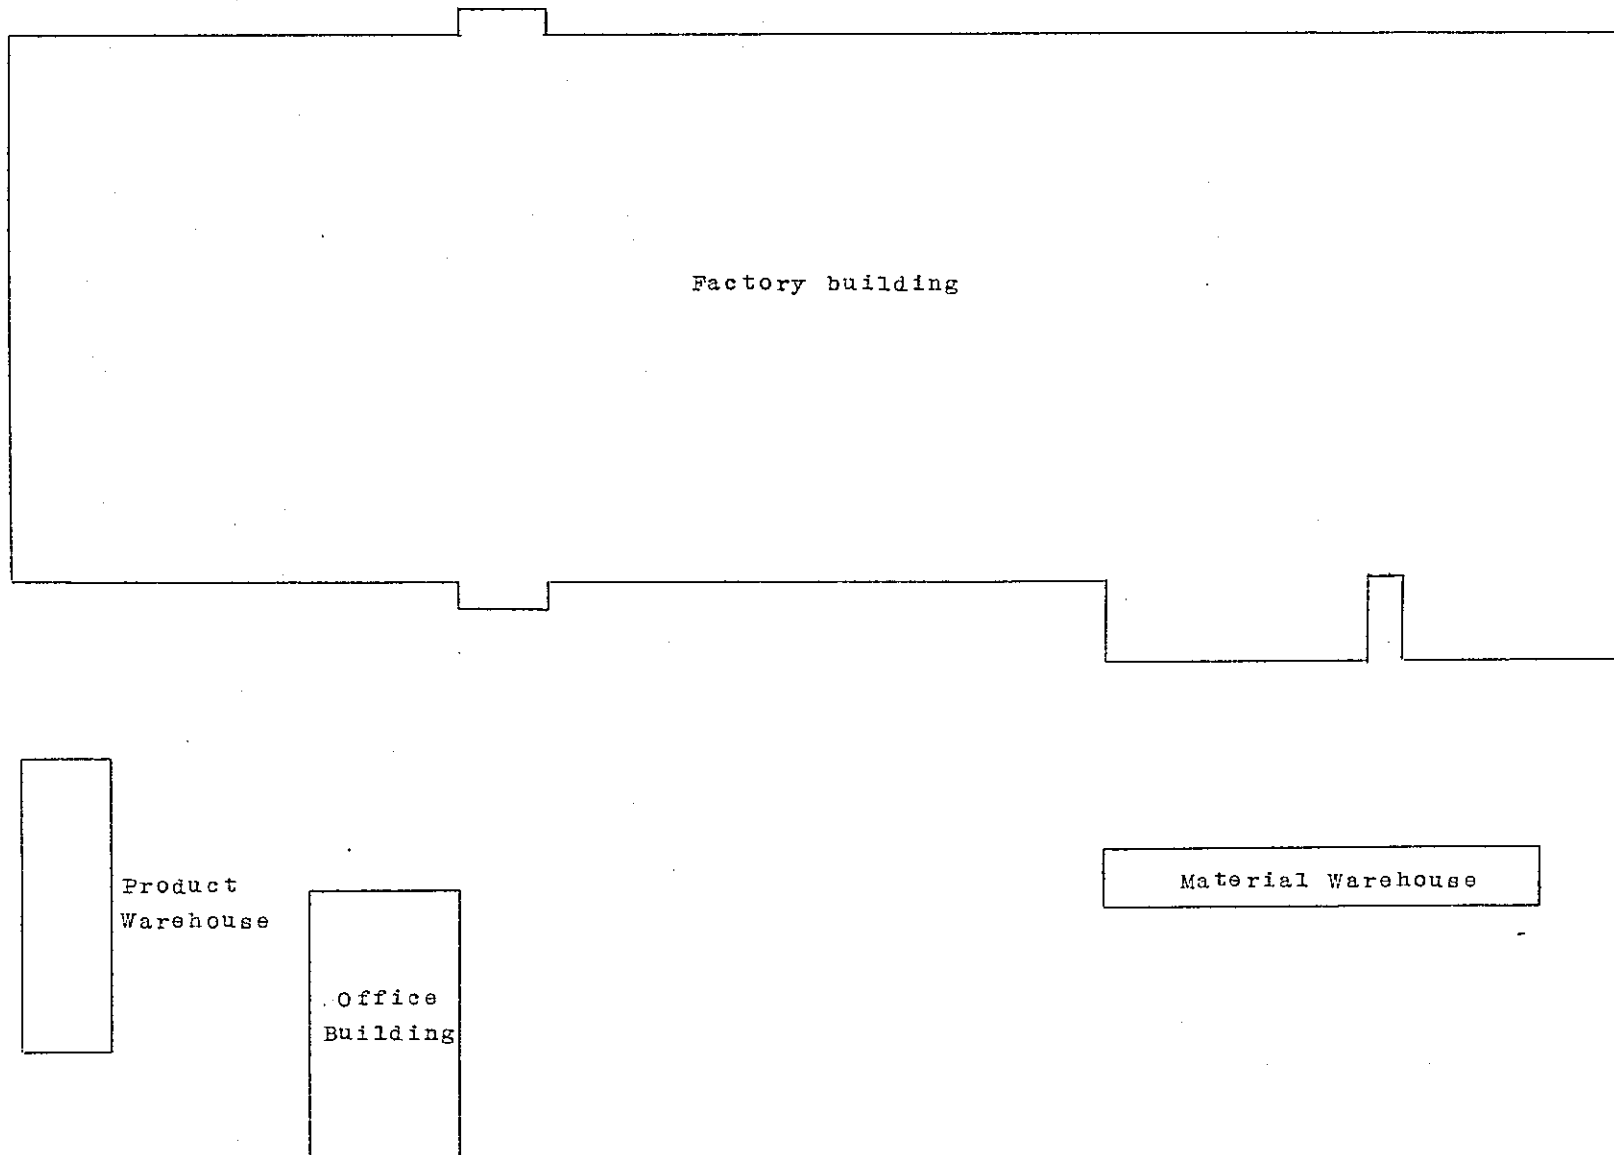 Factory building
Product
Warehouse
Material Warehouse
Office
Building